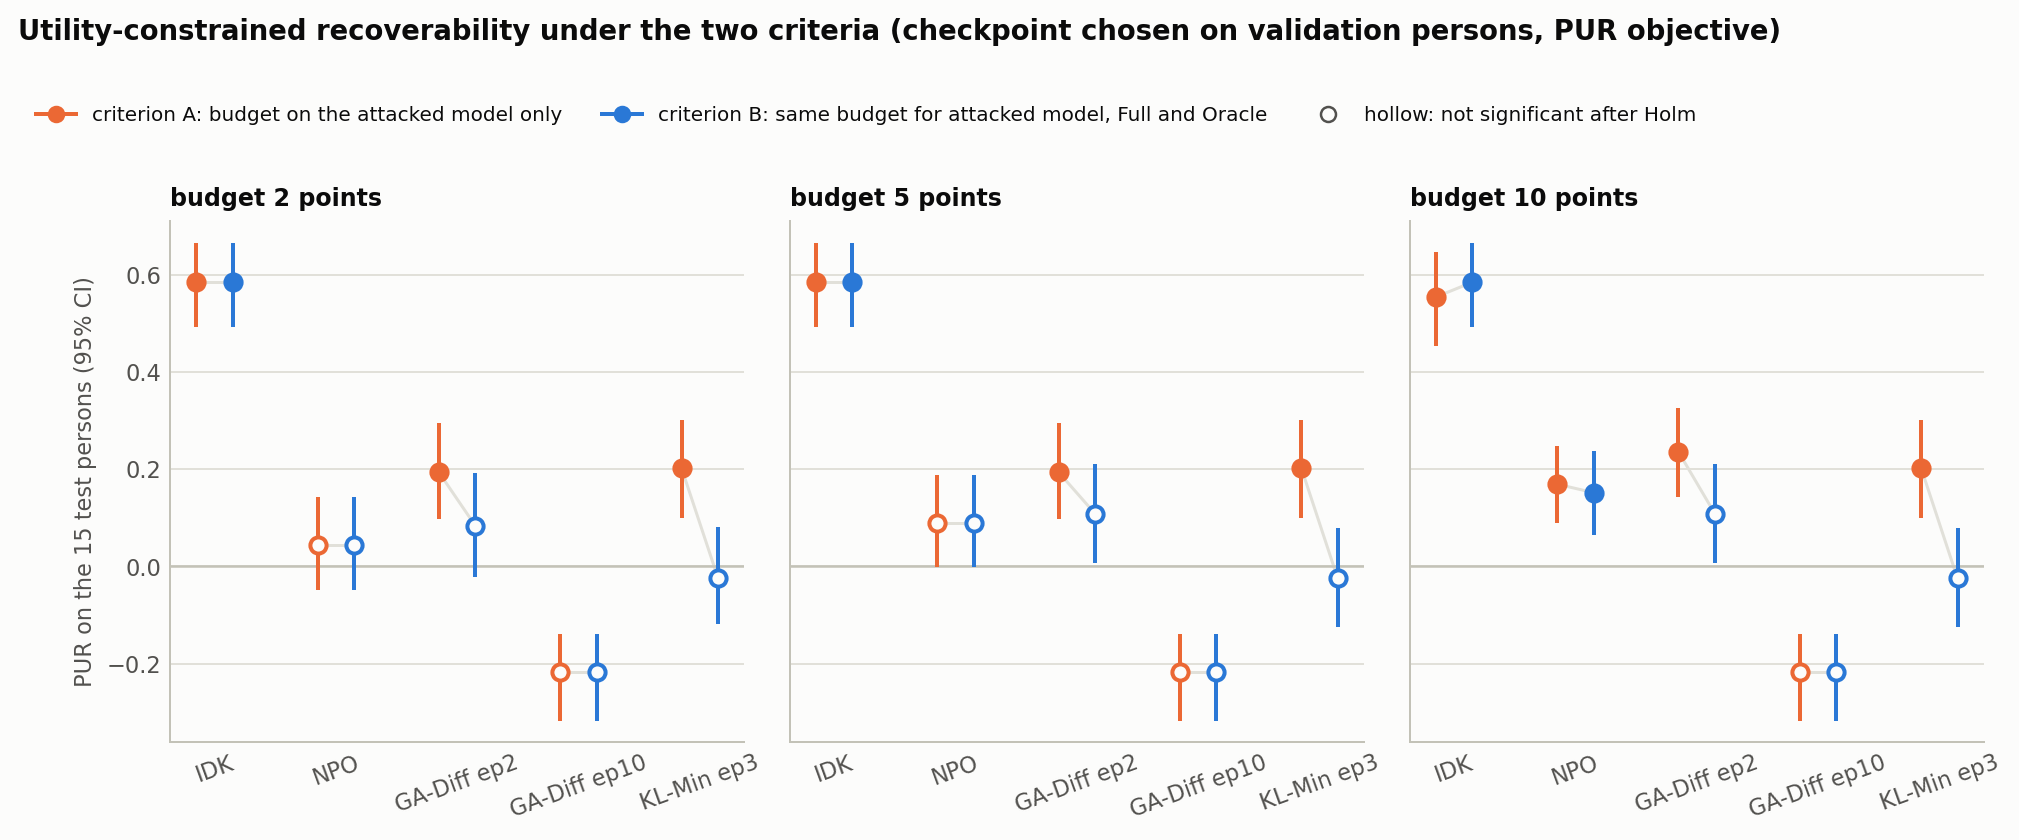 Utility-constrained recoverability under the two criteria (checkpoint chosen on validation persons, PUR objective)
criterion A: budget on the attacked model only
criterion B: same budget for attacked model, Full and Oracle
hollow: not significant after Holm
budget 2 points
budget 5 points
budget 10 points
PUR on the 15 test persons (95% CI)
0.6
0.4
0.2
0.0
−0.2
IDK
NPO
GA-Diff ep2
GA-Diff ep10
KL-Min ep3
IDK
NPO
GA-Diff ep2
GA-Diff ep10
KL-Min ep3
IDK
NPO
GA-Diff ep2
GA-Diff ep10
KL-Min ep3